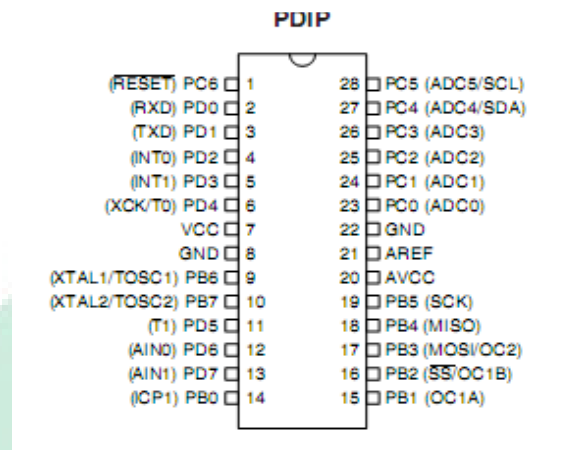 PDIP
(RESET) PC6 1 28 PC5 (ADC5/SCL)
(RXD) PD0 2 27 PC4 (ADC4/SDA)
(TXD) PD1 3 26 PC3 (ADC3)
(INT0) PD2 4 25 PC2 (ADC2)
(INT1) PD3 5 24 PC1 (ADC1)
(XCK/T0) PD4 6 23 PC0 (ADC0)
VCC 7 22 GND
GND 8 21 AREF
(XTAL1/TOSC1) PB6 9 20 AVCC
(XTAL2/TOSC2) PB7 10 19 PB5 (SCK)
(T1) PD5 11 18 PB4 (MISO)
(AIN0) PD6 12 17 PB3 (MOSI/OC2)
(AIN1) PD7 13 16 PB2 (SS/OC1B)
(ICP1) PB0 14 15 PB1 (OC1A)